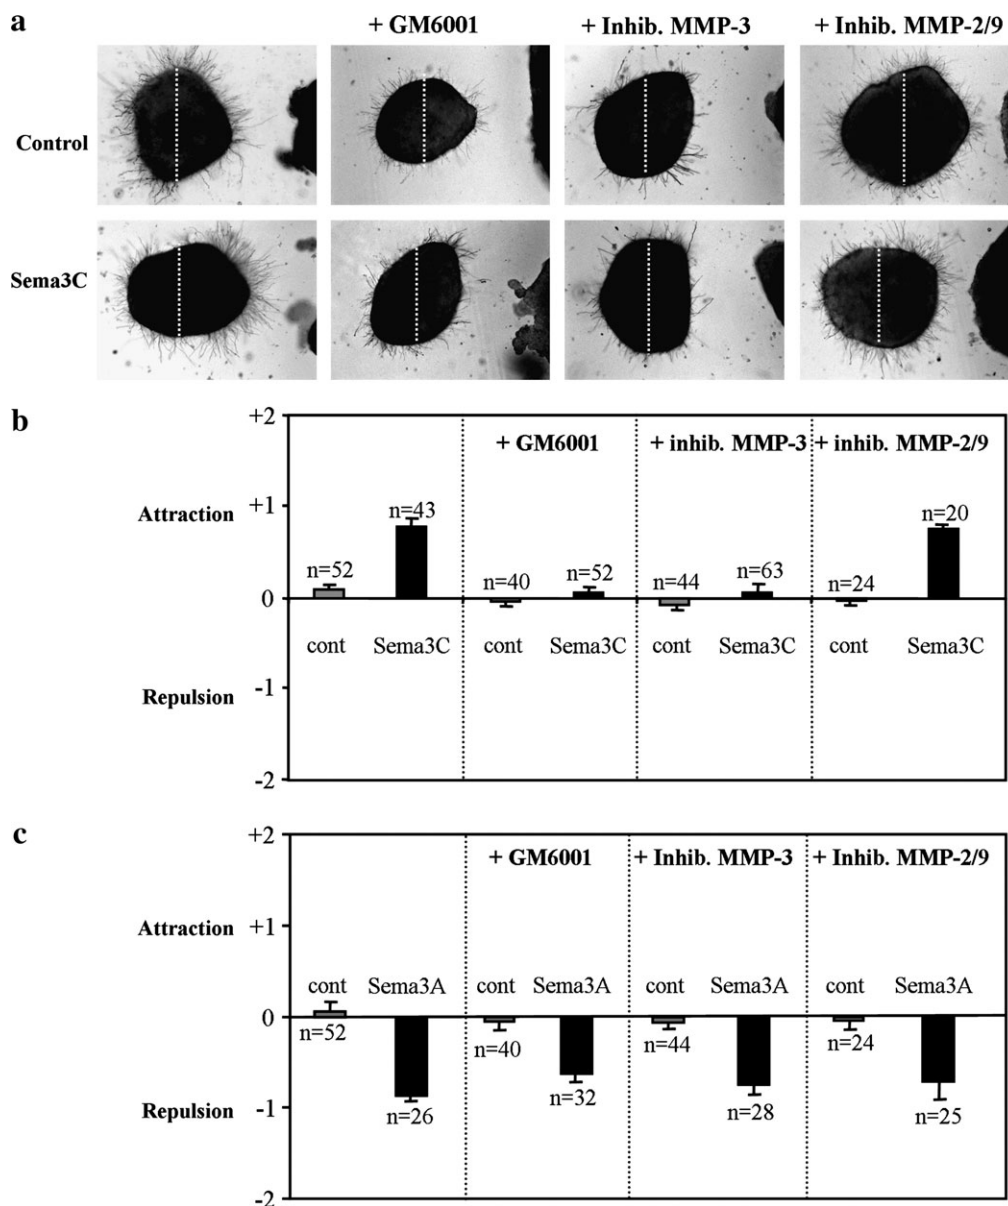 a
+ GM6001 + Inhib. MMP-3 + Inhib. MMP-2/9
Control
Sema3C
b
+2
+ GM6001 + inhib. MMP-3 + inhib. MMP-2/9
+1
Attraction
n=43 n=20
n=52 n=40 n=52 n=44 n=63 n=24
0
cont Sema3C cont Sema3C cont Sema3C cont Sema3C
-1
Repulsion
-2
c
+2
+ GM6001 + Inhib. MMP-3 + Inhib. MMP-2/9
+1
Attraction
cont Sema3A cont Sema3A cont Sema3A cont Sema3A
0
n=52 n=40 n=44 n=24
n=32
-1
Repulsion
n=26 n=28 n=25
-2